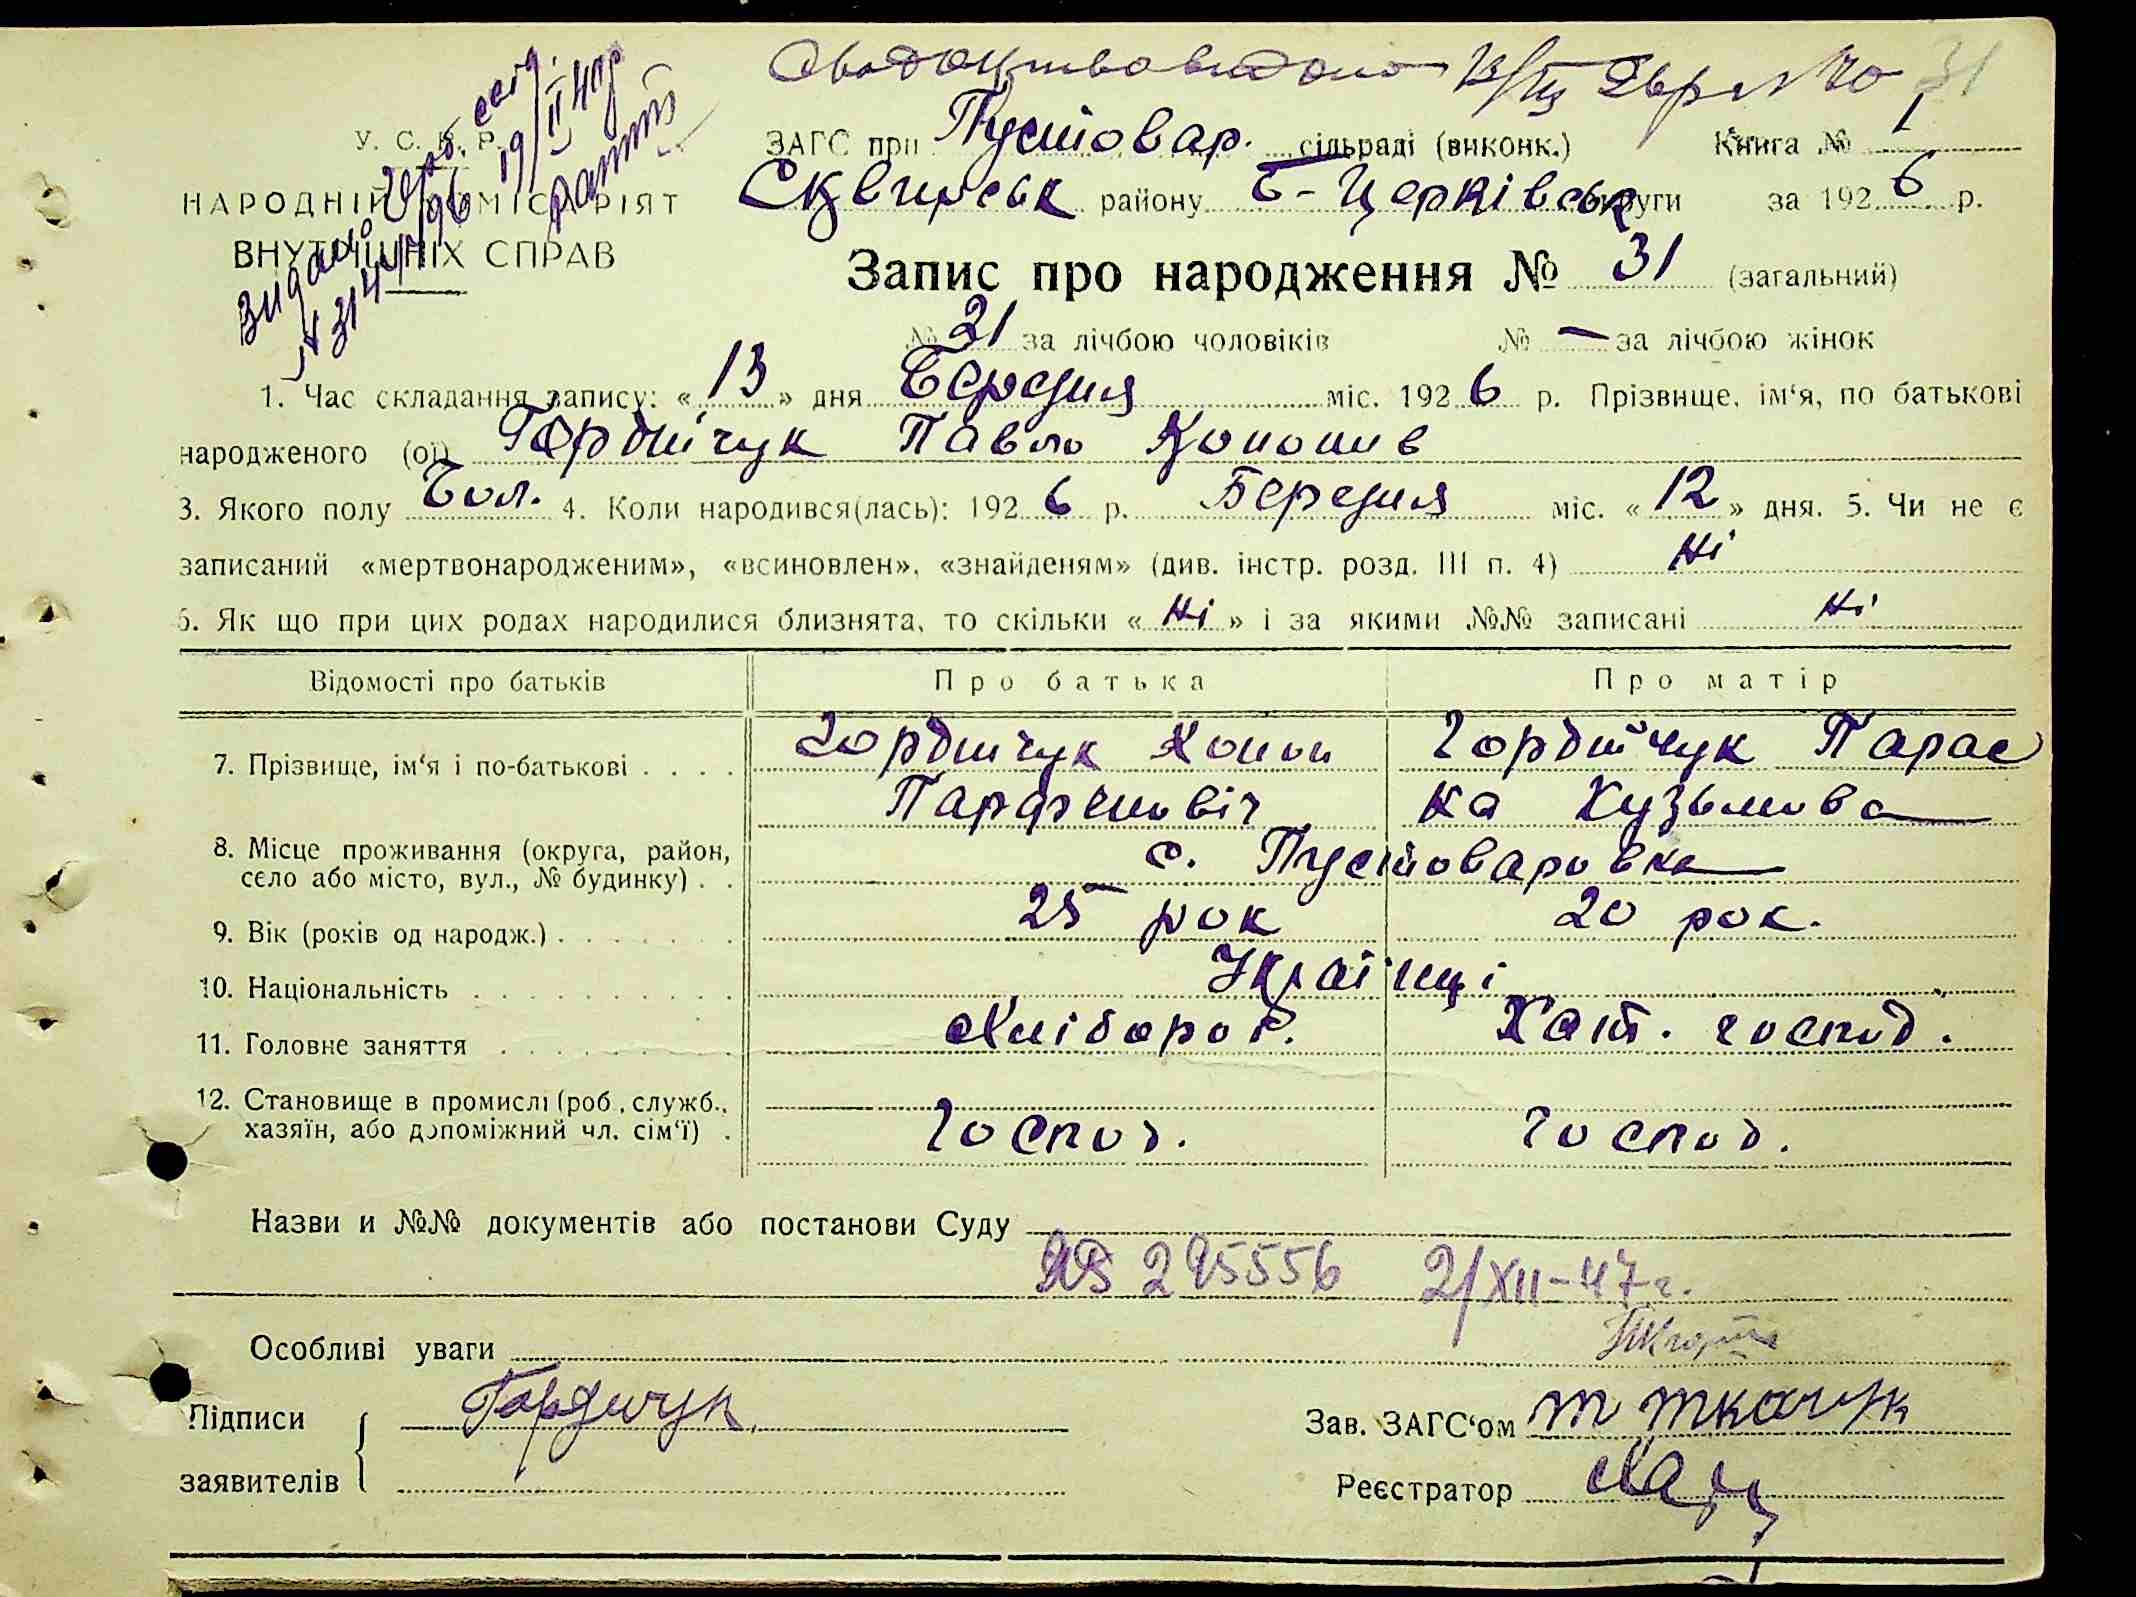 31
ЗАГС при Пустовар. сільраді (виконк.) Книга № 1
У. С. Р. Р.
НАРОДНІЙ КОМІСАРІЯТ
ВНУТРІШНІХ СПРАВ
Сквирськ району Б-Церківськ округи за 1926 р.
Запис про народження № 31 (загальний)
№ 21 за лічбою чоловіків № — за лічбою жінок
1. Час складання запису: «13» дня Березня міс. 1926 р. Прізвище, ім‘я, по батькові
народженого (ої) Гордійчук Павло Кононів
3. Якого полу Чол. 4. Коли народився(лась): 1926 р. Березня міс. «12» дня. 5. Чи не є
записаний «мертвонародженим», «всиновлен», «знайденям» (див. інстр. розд. III п. 4) Ні
6. Як що при цих родах народилися близнята, то скільки «Ні» і за якими №№ записані Ні
Відомості про батьків Про батька Про матір
7. Прізвище, ім‘я і по-батькові . . . . Гордійчук Конон Гордійчук Парас
Парфенович ка Кузьмова
8. Місце проживання (округа, район,
село або місто, вул., № будинку) . . с. Пустоваровка
9. Вік (років од народж.) . . . . . . . 25 рок 20 рок.
10. Національність . . . . . . . . . . Українці
11. Головне заняття . . . . . . . . . Хлібороб. Хат. господ.
12. Становище в промислі (роб., служб.,
хазяїн, або допоміжний чл. сім‘ї) . Господ. Господ.
Назви и №№ документів або постанови Суду
295556 2/XII-47г.
Особливі уваги
Підписи Гордичук Зав. ЗАГС‘ом Т Ткачук
заявителів Реєстратор